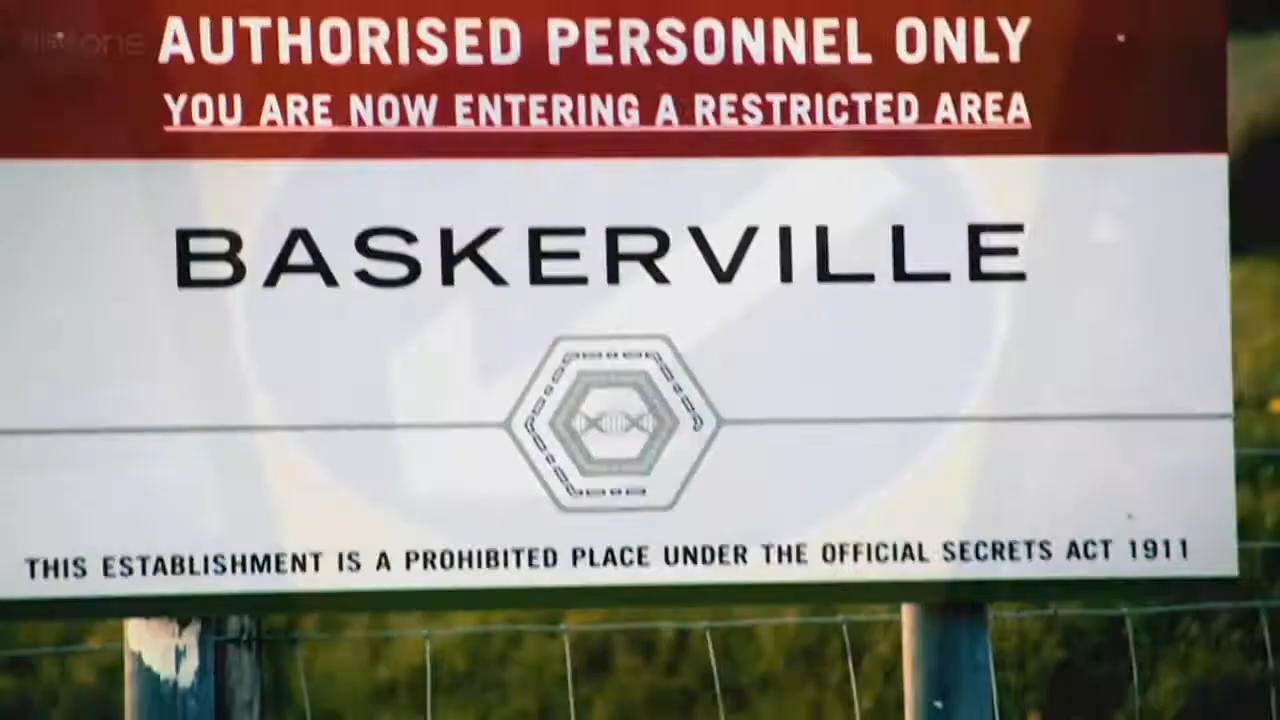 one
AUTHORISED PERSONNEL ONLY
YOU ARE NOW ENTERING A RESTRICTED AREA
BASKERVILLE
THIS ESTABLISHMENT IS A PROHIBITED PLACE UNDER THE OFFICIAL SECRETS ACT 1911